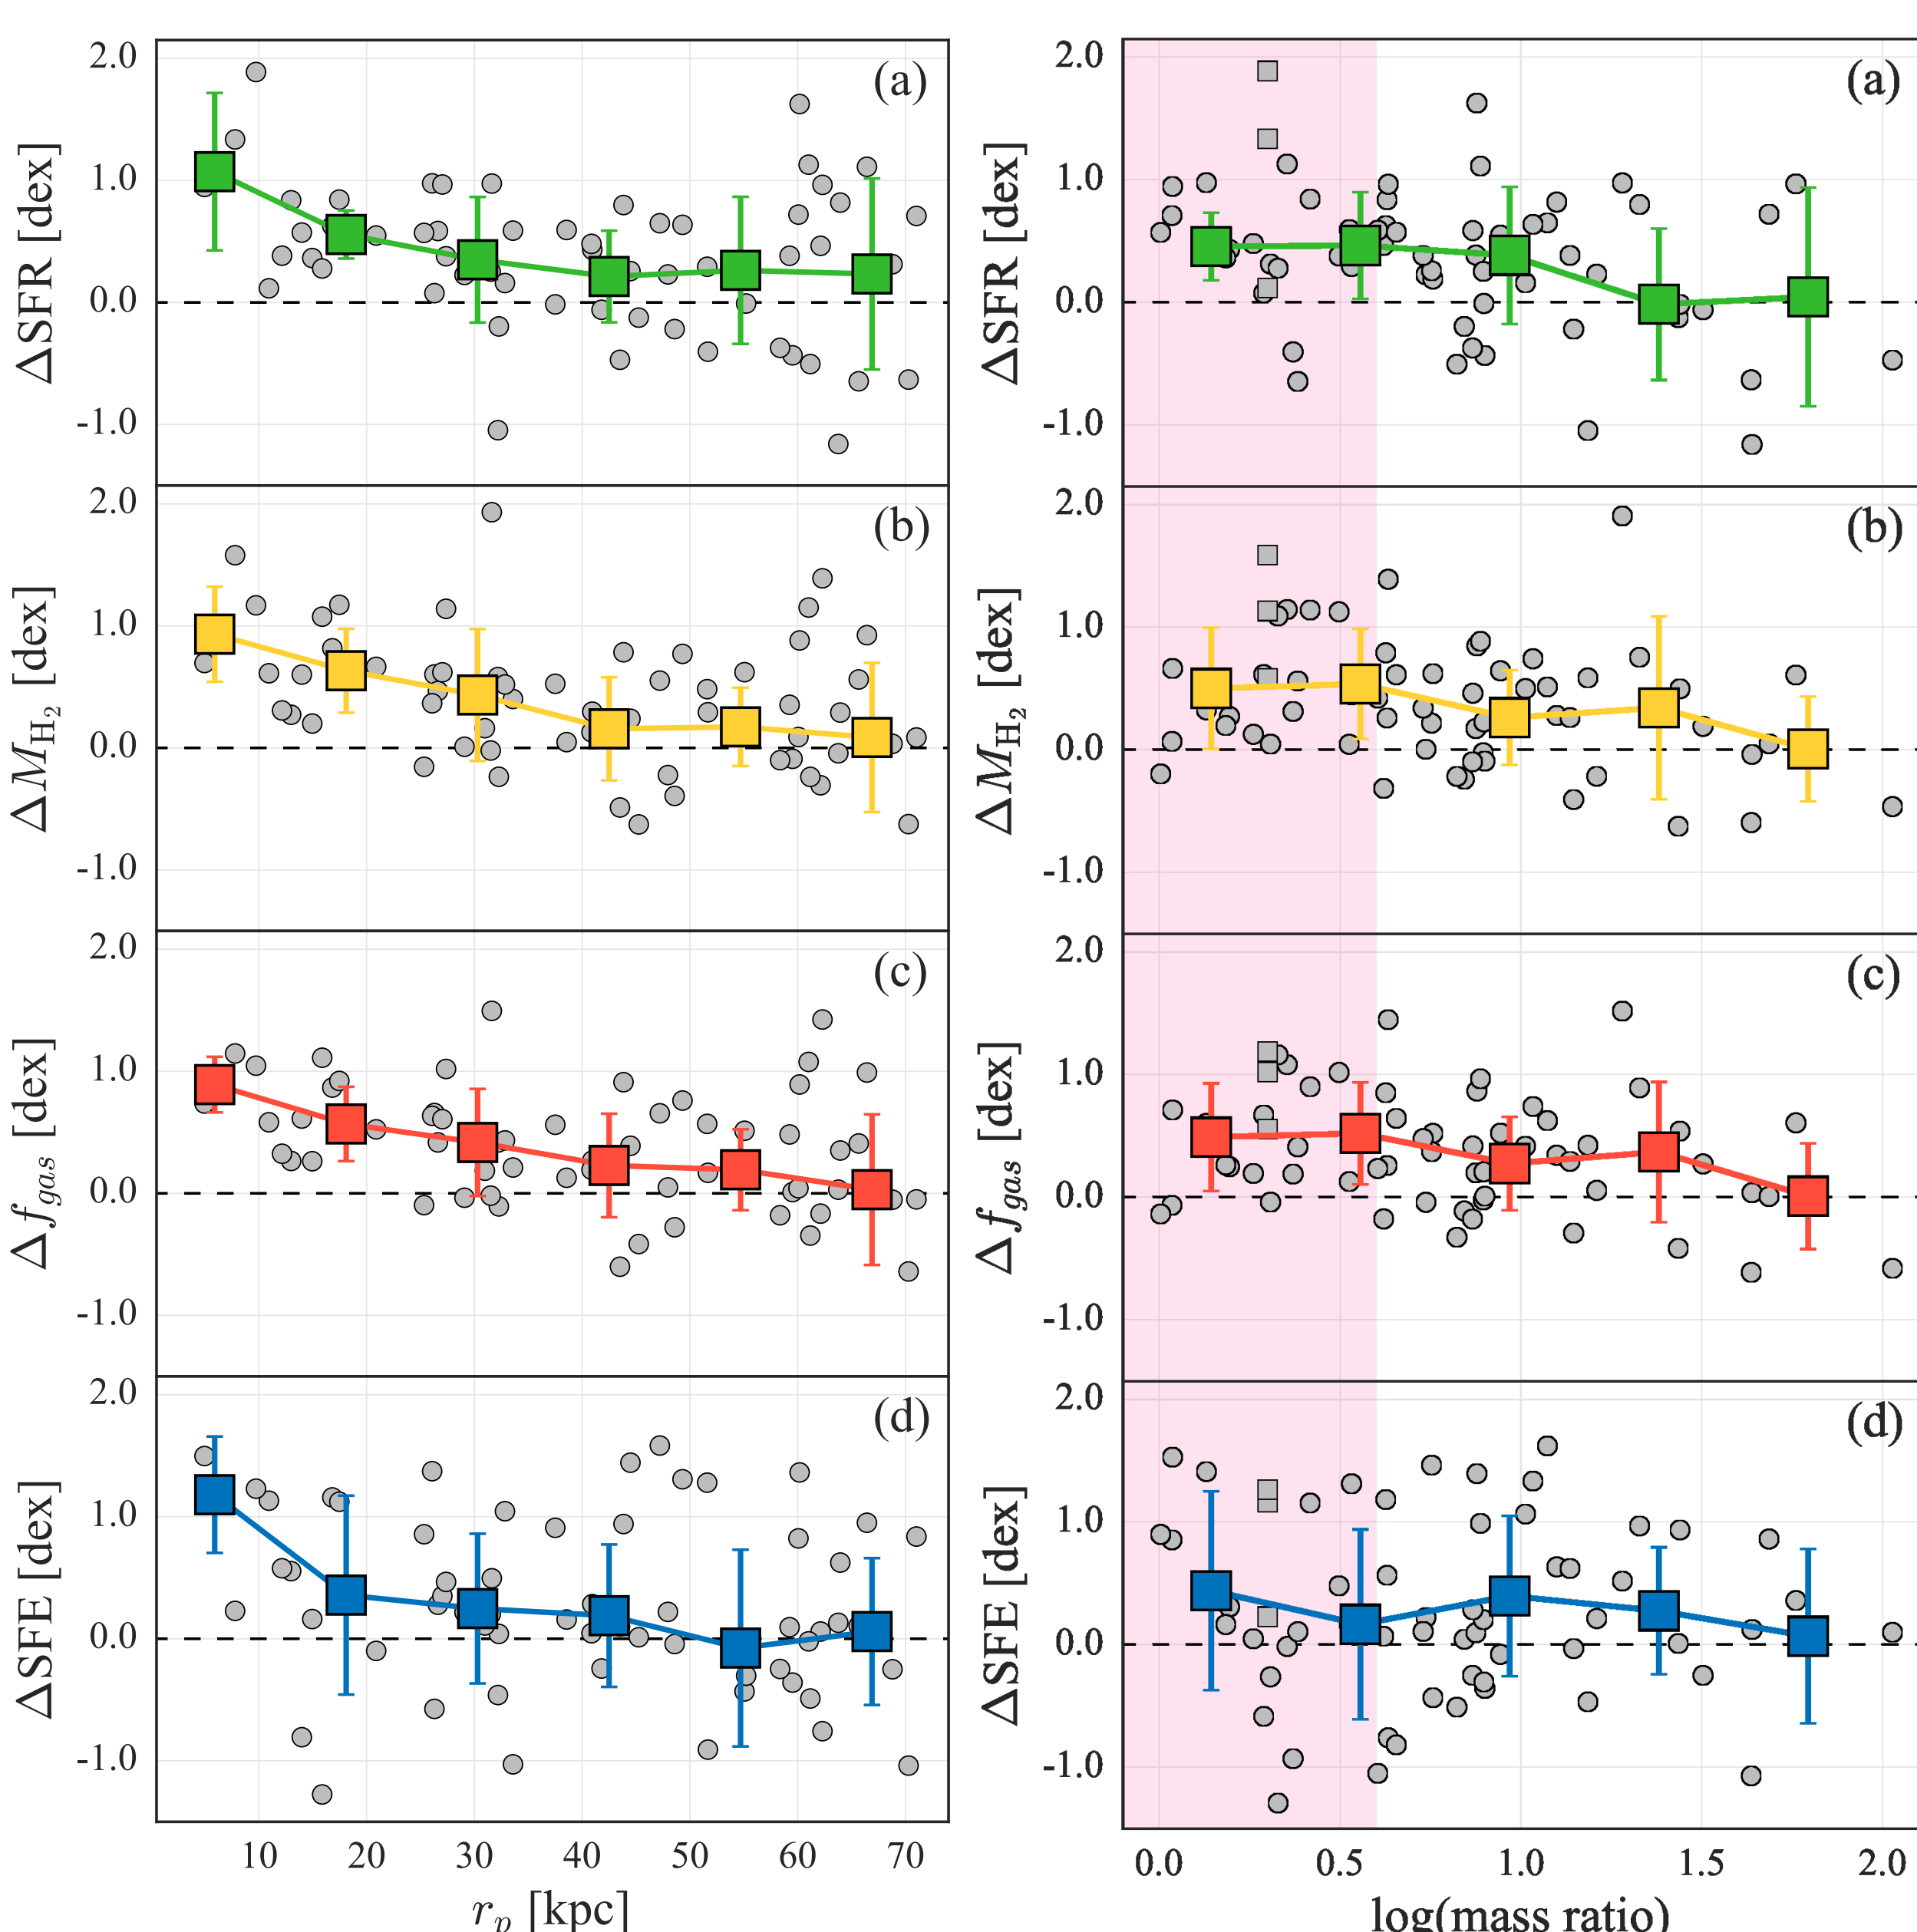 (a)
2.0
1.0
0.0
-1.0
ΔSFR [dex]
(b)
2.0
1.0
0.0
-1.0
ΔM_H₂ [dex]
(c)
2.0
1.0
0.0
-1.0
Δf_gas [dex]
(d)
2.0
1.0
0.0
-1.0
ΔSFE [dex]
10 20 30 40 50 60 70
r_p [kpc]
(a)
2.0
1.0
0.0
-1.0
ΔSFR [dex]
(b)
2.0
1.0
0.0
-1.0
ΔM_H₂ [dex]
(c)
2.0
1.0
0.0
-1.0
Δf_gas [dex]
(d)
2.0
1.0
0.0
-1.0
ΔSFE [dex]
0.0 0.5 1.0 1.5 2.0
log(mass ratio)